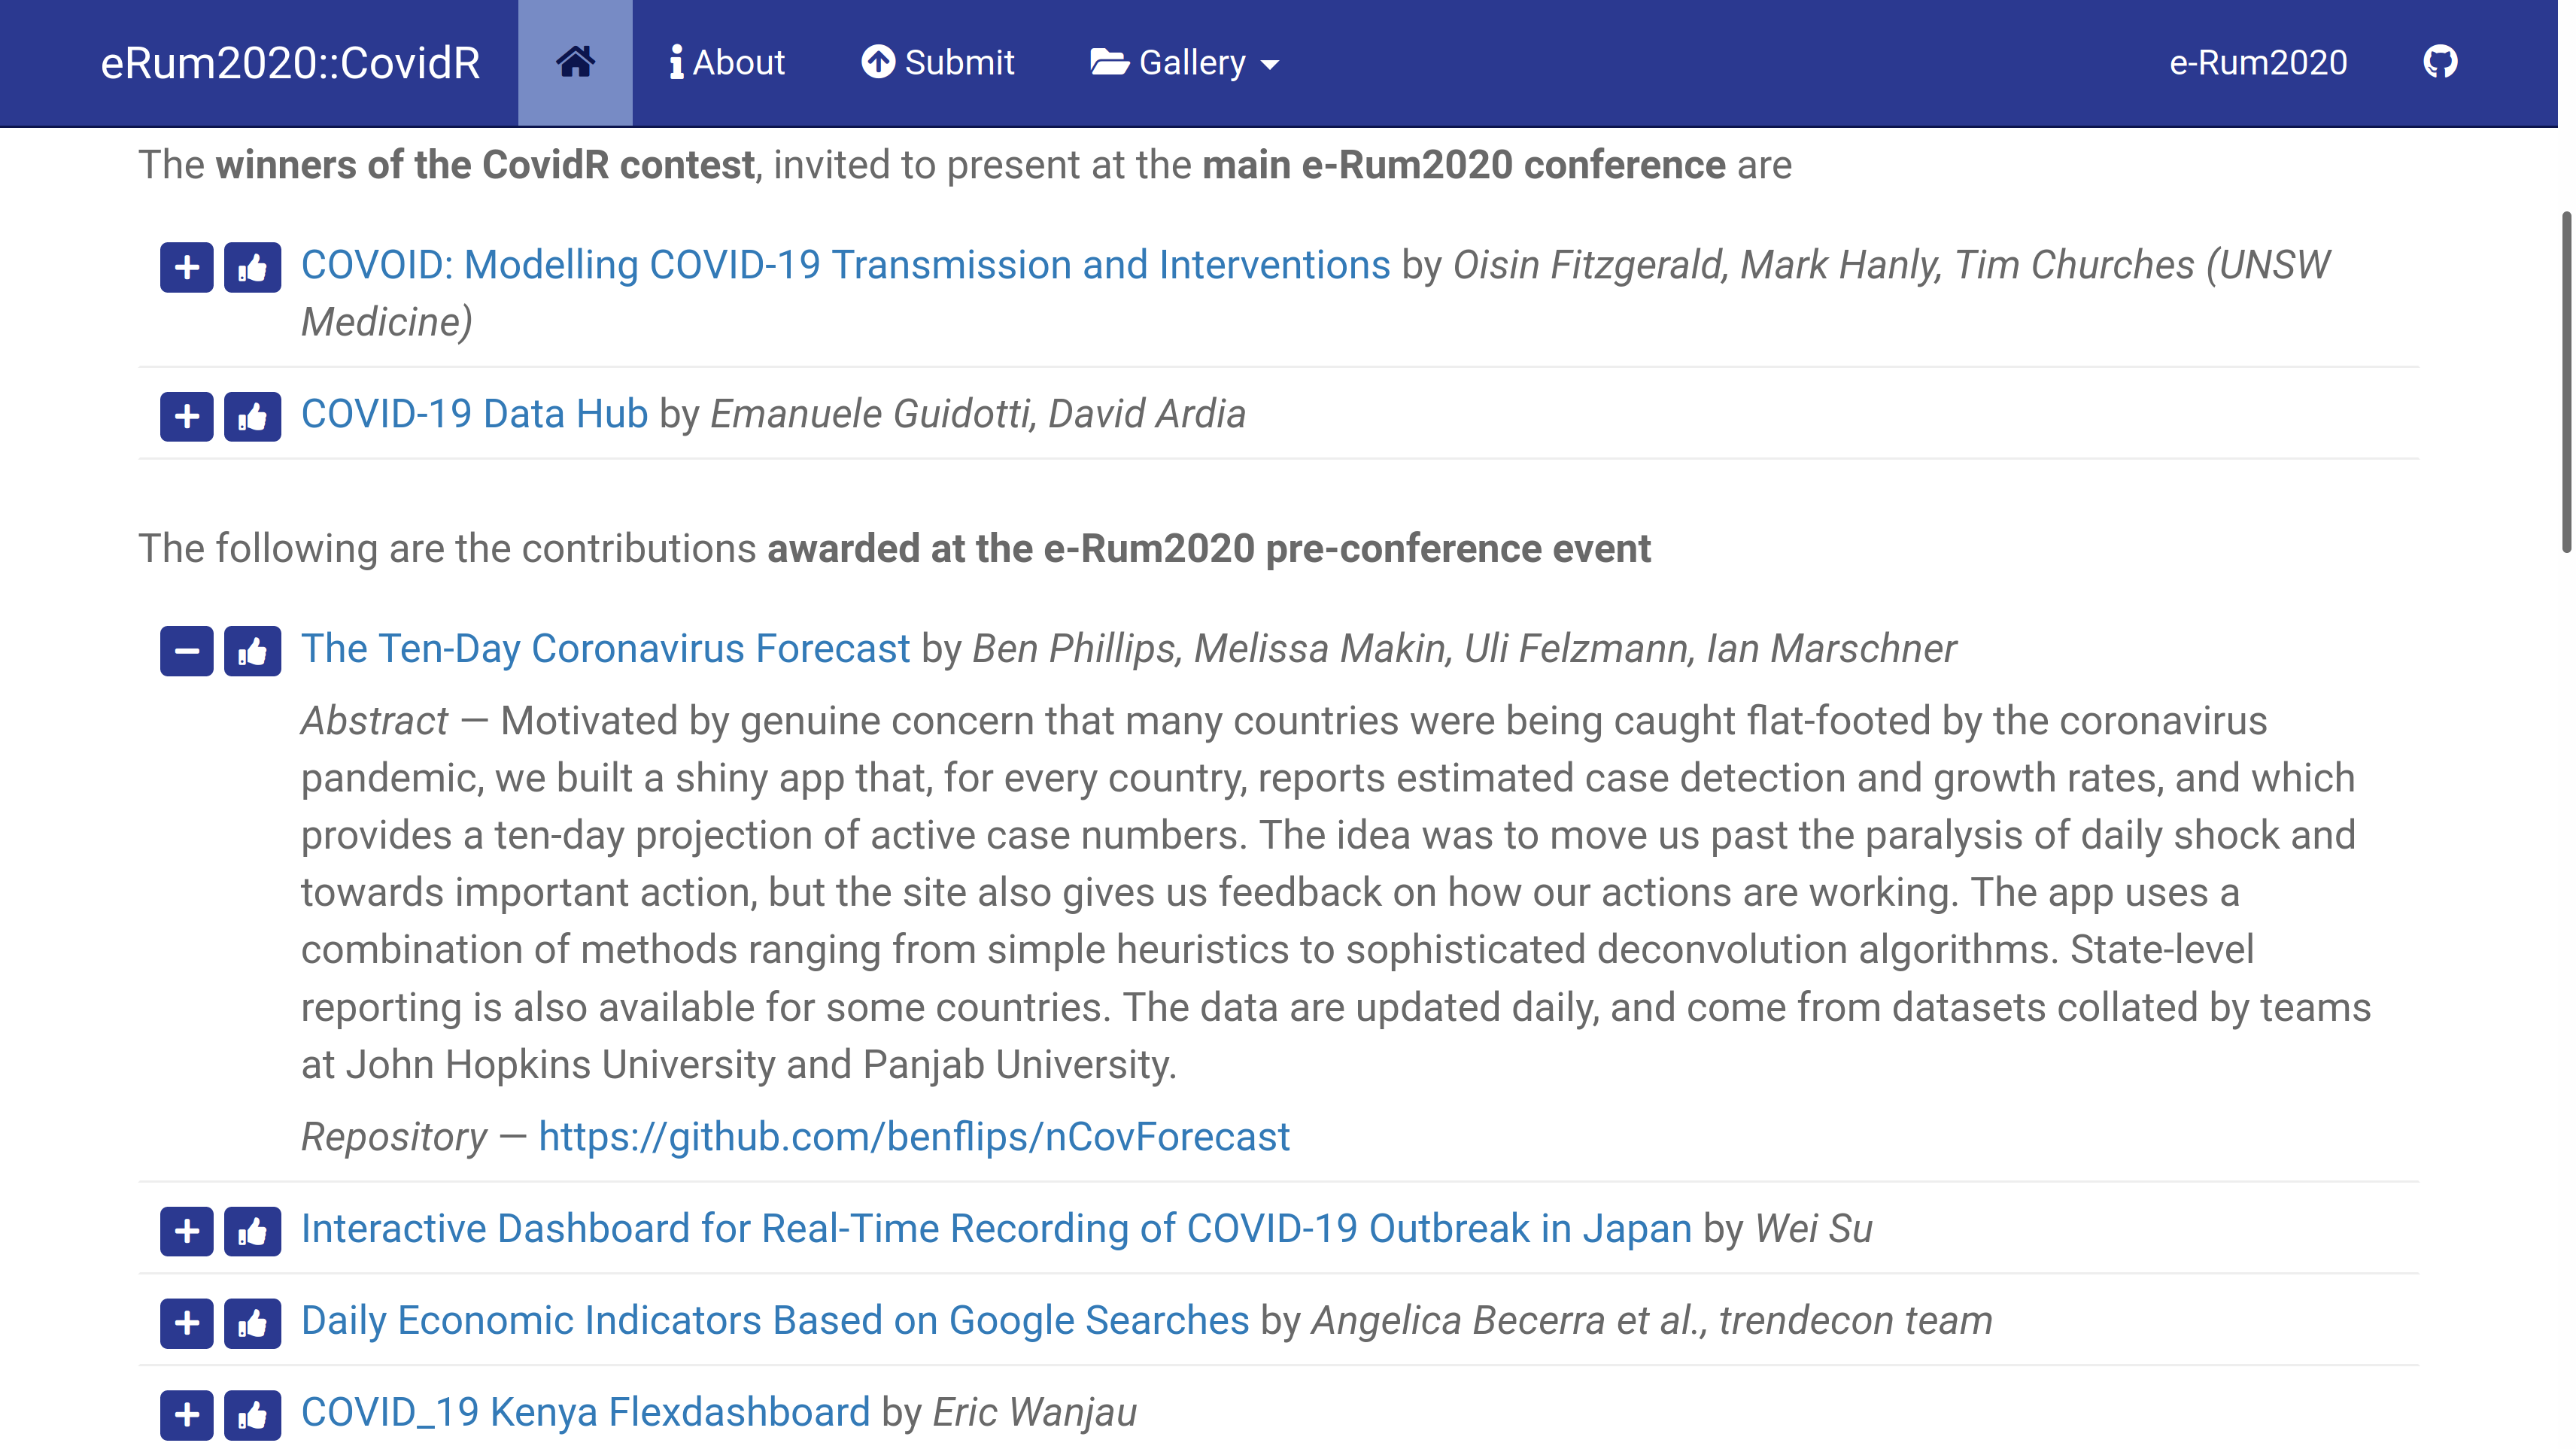 eRum2020::CovidR
About
Submit
Gallery
e-Rum2020
The winners of the CovidR contest, invited to present at the main e-Rum2020 conference are
COVOID: Modelling COVID-19 Transmission and Interventions by Oisin Fitzgerald, Mark Hanly, Tim Churches (UNSW
Medicine)
COVID-19 Data Hub by Emanuele Guidotti, David Ardia
The following are the contributions awarded at the e-Rum2020 pre-conference event
The Ten-Day Coronavirus Forecast by Ben Phillips, Melissa Makin, Uli Felzmann, Ian Marschner
Abstract — Motivated by genuine concern that many countries were being caught flat-footed by the coronavirus
pandemic, we built a shiny app that, for every country, reports estimated case detection and growth rates, and which
provides a ten-day projection of active case numbers. The idea was to move us past the paralysis of daily shock and
towards important action, but the site also gives us feedback on how our actions are working. The app uses a
combination of methods ranging from simple heuristics to sophisticated deconvolution algorithms. State-level
reporting is also available for some countries. The data are updated daily, and come from datasets collated by teams
at John Hopkins University and Panjab University.
Repository — https://github.com/benflips/nCovForecast
Interactive Dashboard for Real-Time Recording of COVID-19 Outbreak in Japan by Wei Su
Daily Economic Indicators Based on Google Searches by Angelica Becerra et al., trendecon team
COVID_19 Kenya Flexdashboard by Eric Wanjau